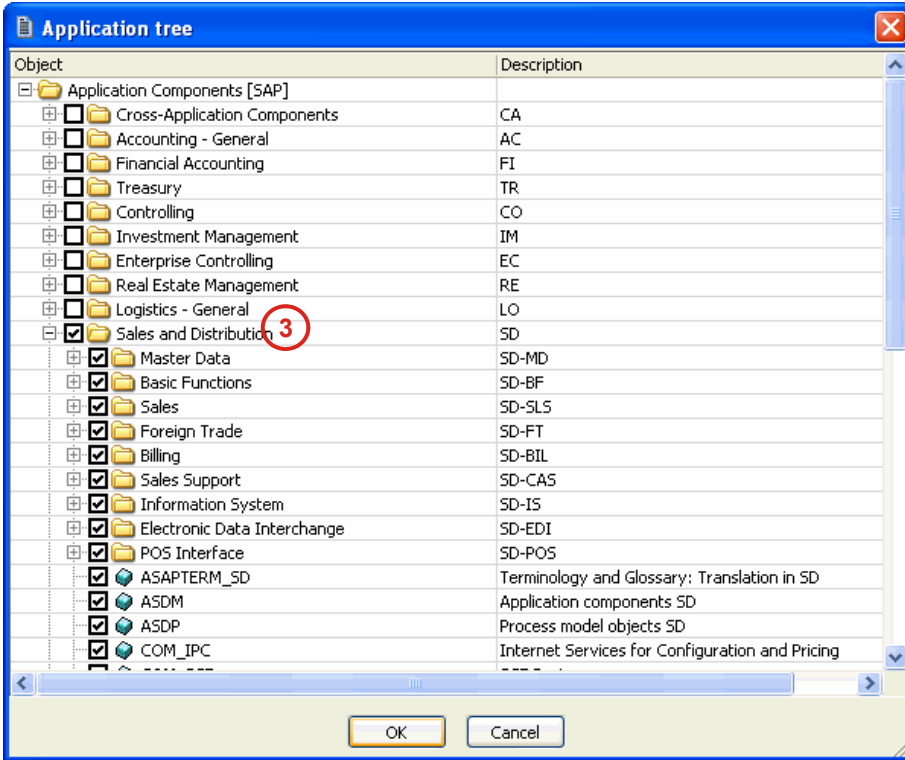 Application tree
Object Description
Application Components [SAP]
Cross-Application Components CA
Accounting - General AC
Financial Accounting FI
Treasury TR
Controlling CO
Investment Management IM
Enterprise Controlling EC
Real Estate Management RE
Logistics - General LO
Sales and Distribution 3 SD
Master Data SD-MD
Basic Functions SD-BF
Sales SD-SLS
Foreign Trade SD-FT
Billing SD-BIL
Sales Support SD-CAS
Information System SD-IS
Electronic Data Interchange SD-EDI
POS Interface SD-POS
ASAPTERM_SD Terminology and Glossary: Translation in SD
ASDM Application components SD
ASDP Process model objects SD
COM_IPC Internet Services for Configuration and Pricing
OK Cancel